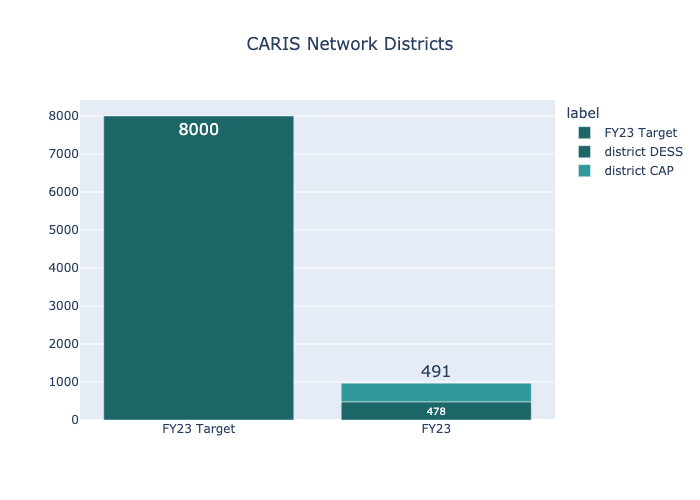 CARIS Network Districts
8000
7000
6000
5000
4000
3000
2000
1000
0
8000
491
478
FY23 Target
FY23
label
FY23 Target
district DESS
district CAP